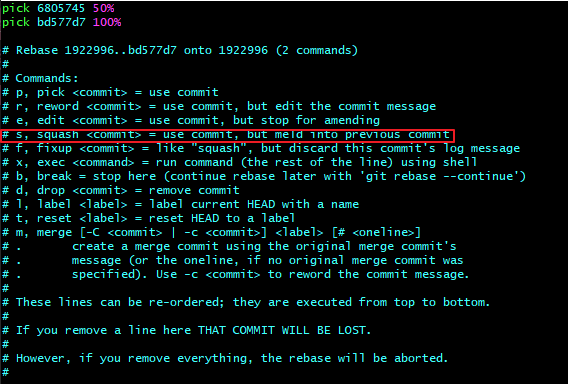 pick 6805745 50%
pick bd577d7 100%
# Rebase 1922996..bd577d7 onto 1922996 (2 commands)
#
# Commands:
# p, pick <commit> = use commit
# r, reword <commit> = use commit, but edit the commit message
# e, edit <commit> = use commit, but stop for amending
# s, squash <commit> = use commit, but meld into previous commit
# f, fixup <commit> = like "squash", but discard this commit's log message
# x, exec <command> = run command (the rest of the line) using shell
# b, break = stop here (continue rebase later with 'git rebase --continue')
# d, drop <commit> = remove commit
# l, label <label> = label current HEAD with a name
# t, reset <label> = reset HEAD to a label
# m, merge [-C <commit> | -c <commit>] <label> [# <oneline>]
# . create a merge commit using the original merge commit's
# . message (or the oneline, if no original merge commit was
# . specified). Use -c <commit> to reword the commit message.
#
# These lines can be re-ordered; they are executed from top to bottom.
#
# If you remove a line here THAT COMMIT WILL BE LOST.
#
# However, if you remove everything, the rebase will be aborted.
#